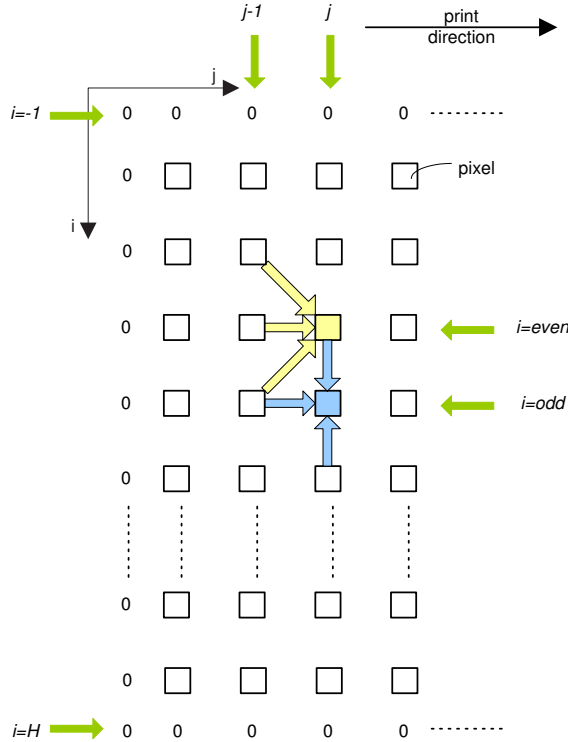 j-1 j print
direction
j
i=-1 0 0 0 0 0 ..........
0 pixel
i
0
0 i=even
0 i=odd
0
0
0
i=H 0 0 0 0 0 ..........